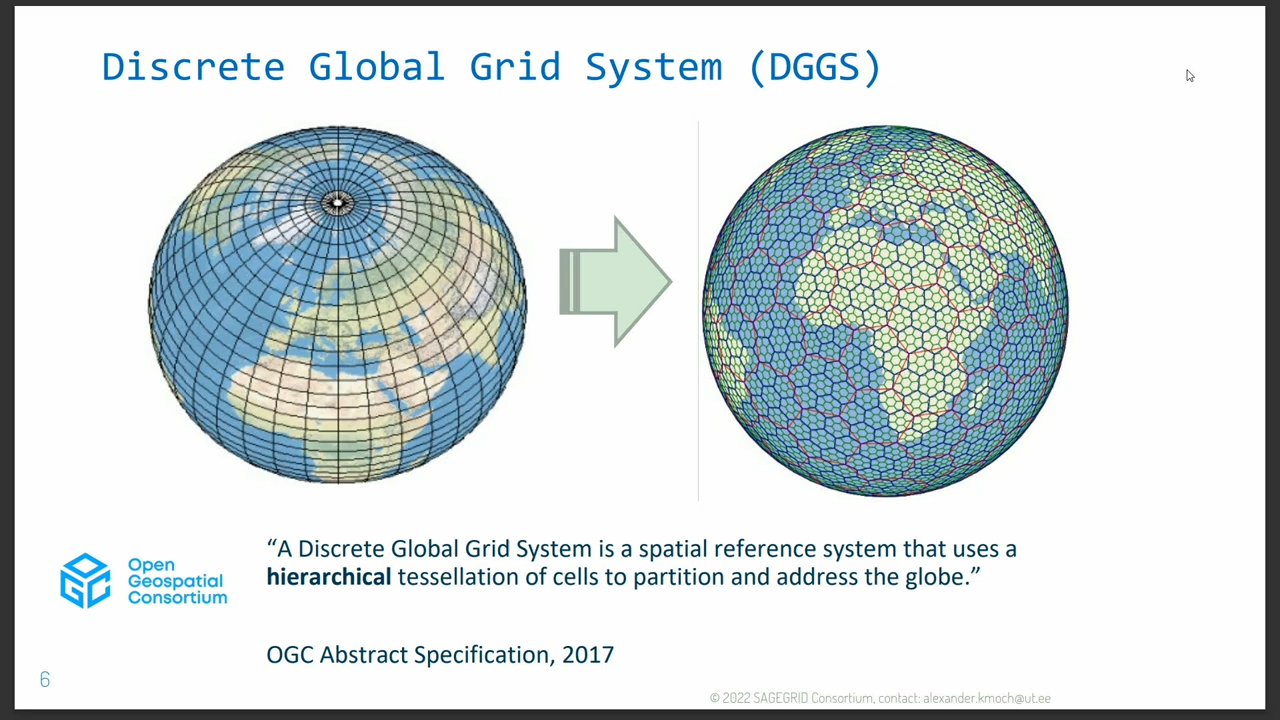 Discrete Global Grid System (DGGS)
“A Discrete Global Grid System is a spatial reference system that uses a
hierarchical tessellation of cells to partition and address the globe.”
Open
Geospatial
Consortium
OGC Abstract Specification, 2017
6
© 2022 SAGEGRID Consortium, contact: alexander.kmoch@ut.ee